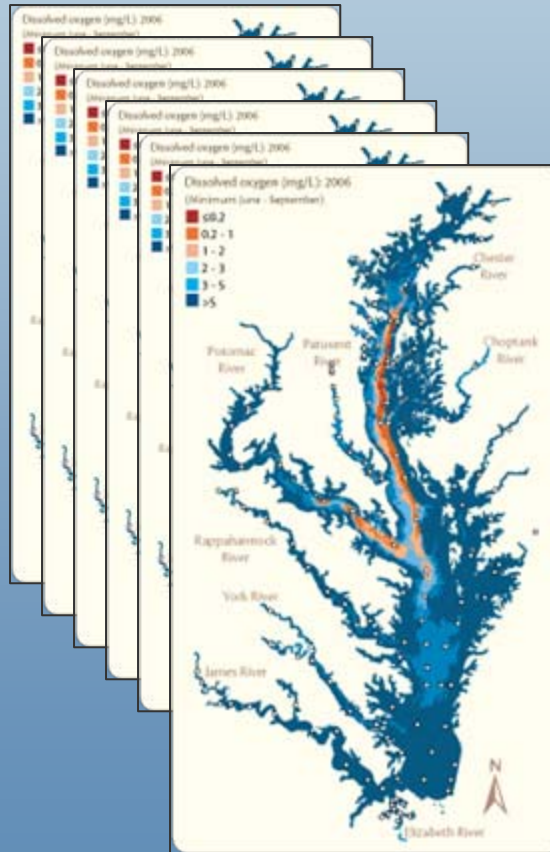 Dissolved oxygen (mg/L) 2006
Dissolved oxygen (mg/L) 2006
Dissolved oxygen (mg/L) 2006
Dissolved oxygen (mg/L) 2006
Dissolved oxygen (mg/L) 2006
Dissolved oxygen (mg/L): 2006
(Minimum June - September)
≤0.2
0.2 - 1
1 - 2
2 - 3
3 - 5
>5
Chester
River
Patuxent
River
Choptank
River
Potomac
River
Rappahannock
River
York River
James River
N
Elizabeth River